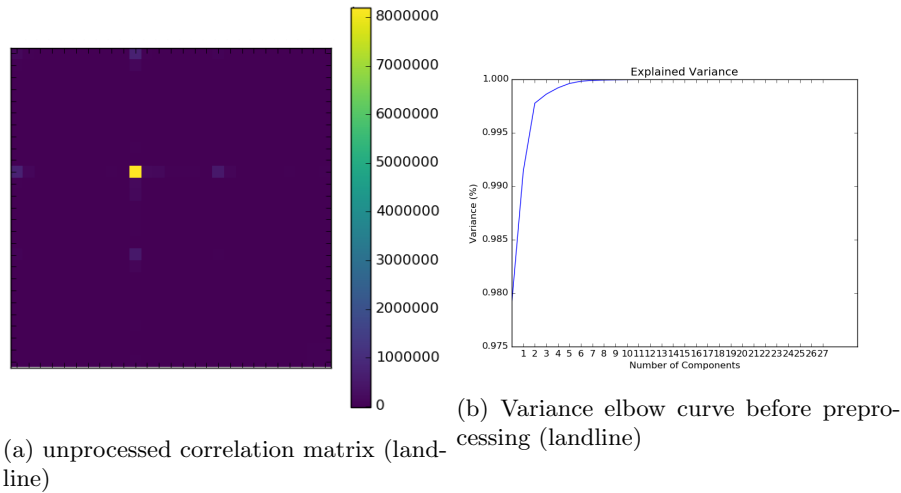 8000000
7000000
6000000
5000000
4000000
3000000
2000000
1000000
0
(a) unprocessed correlation matrix (land-
line)
Explained Variance
1.000
0.995
0.990
0.985
0.980
0.975
Variance (%)
1 2 3 4 5 6 7 8 9 10 11 12 13 14 15 16 17 18 19 20 21 22 23 24 25 26 27
Number of Components
(b) Variance elbow curve before prepro-
cessing (landline)